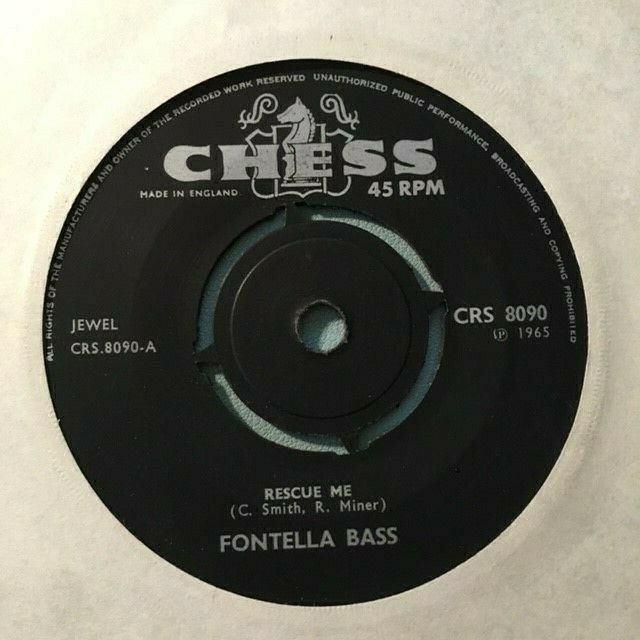 ALL RIGHTS OF THE MANUFACTURERS AND OWNER OF THE RECORDED WORK RESERVED UNAUTHORIZED PUBLIC PERFORMANCE, BROADCASTING AND COPYING PROHIBITED
CHESS
MADE IN ENGLAND
45 RPM
JEWEL
CRS.8090-A
CRS 8090
℗ 1965
RESCUE ME
(C. Smith, R. Miner)
FONTELLA BASS